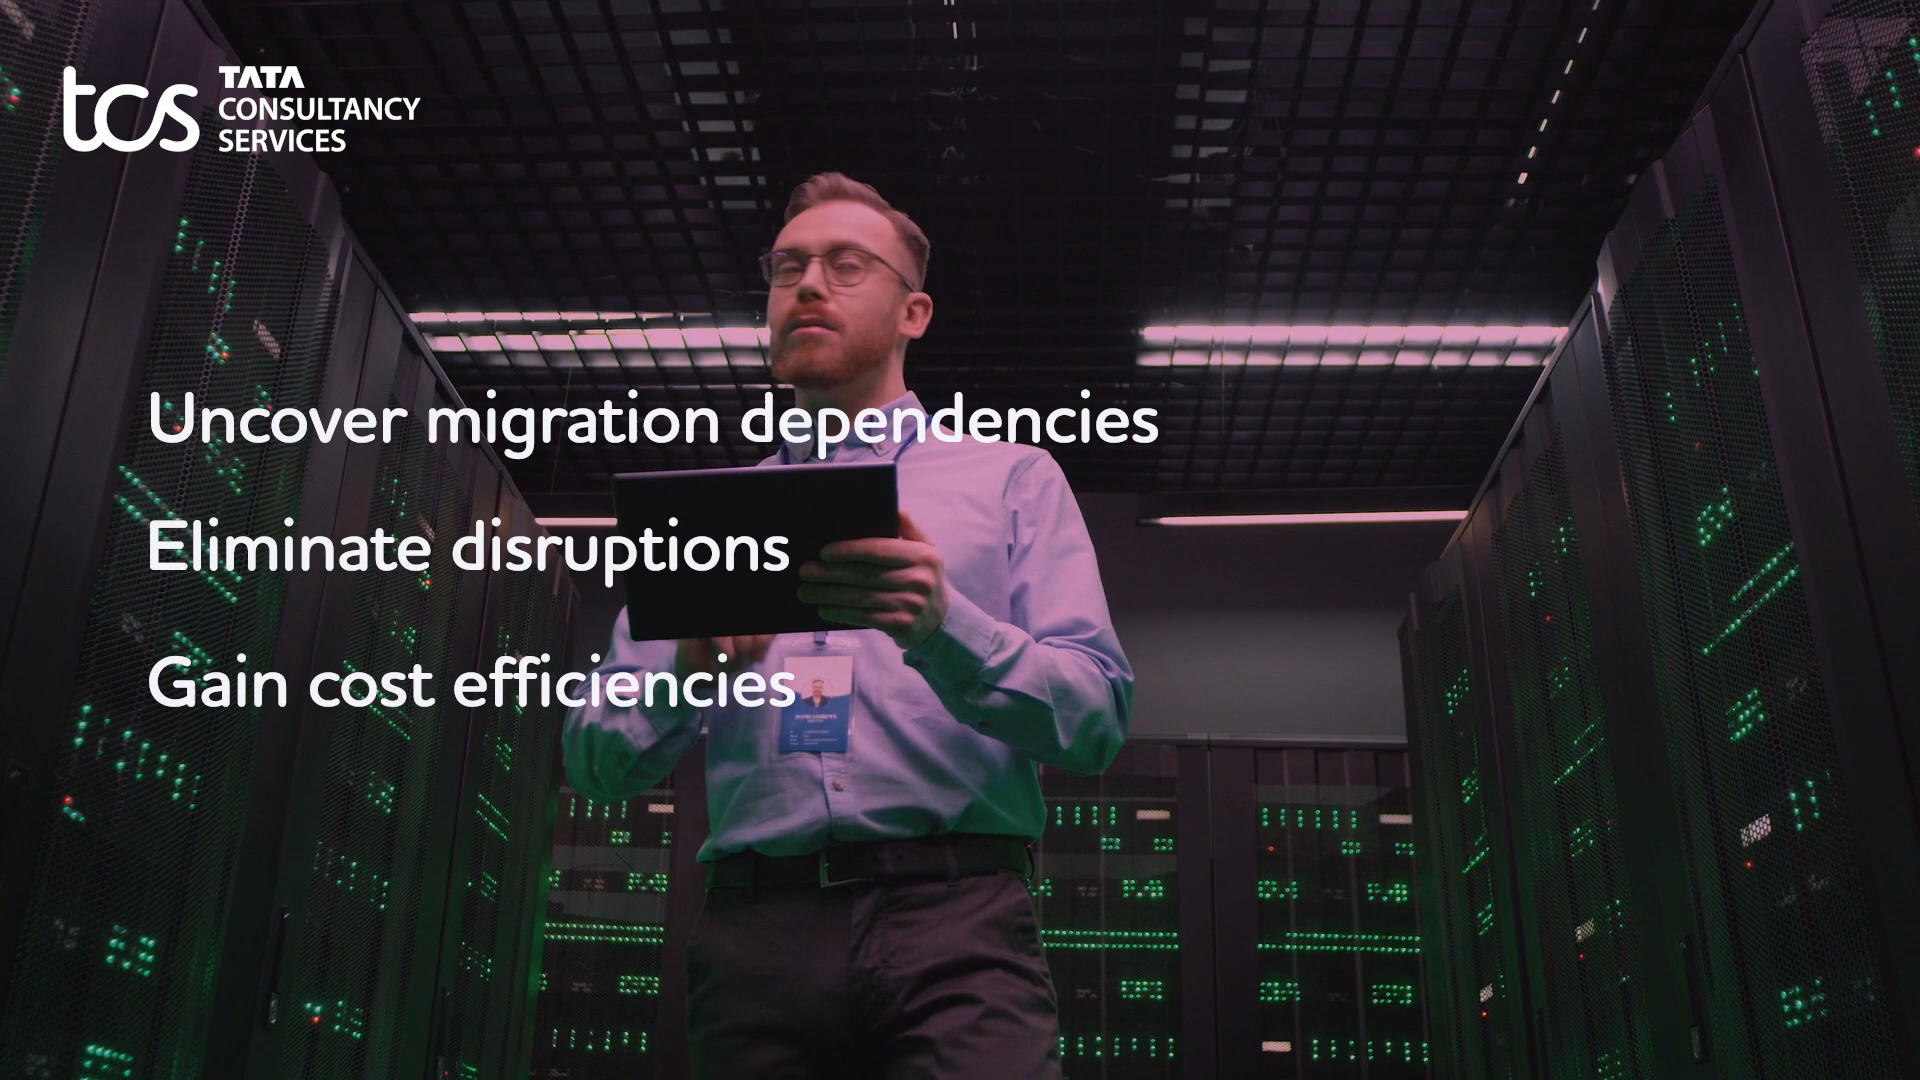 tcs
TATA
CONSULTANCY
SERVICES
Uncover migration dependencies
Eliminate disruptions
Gain cost efficiencies